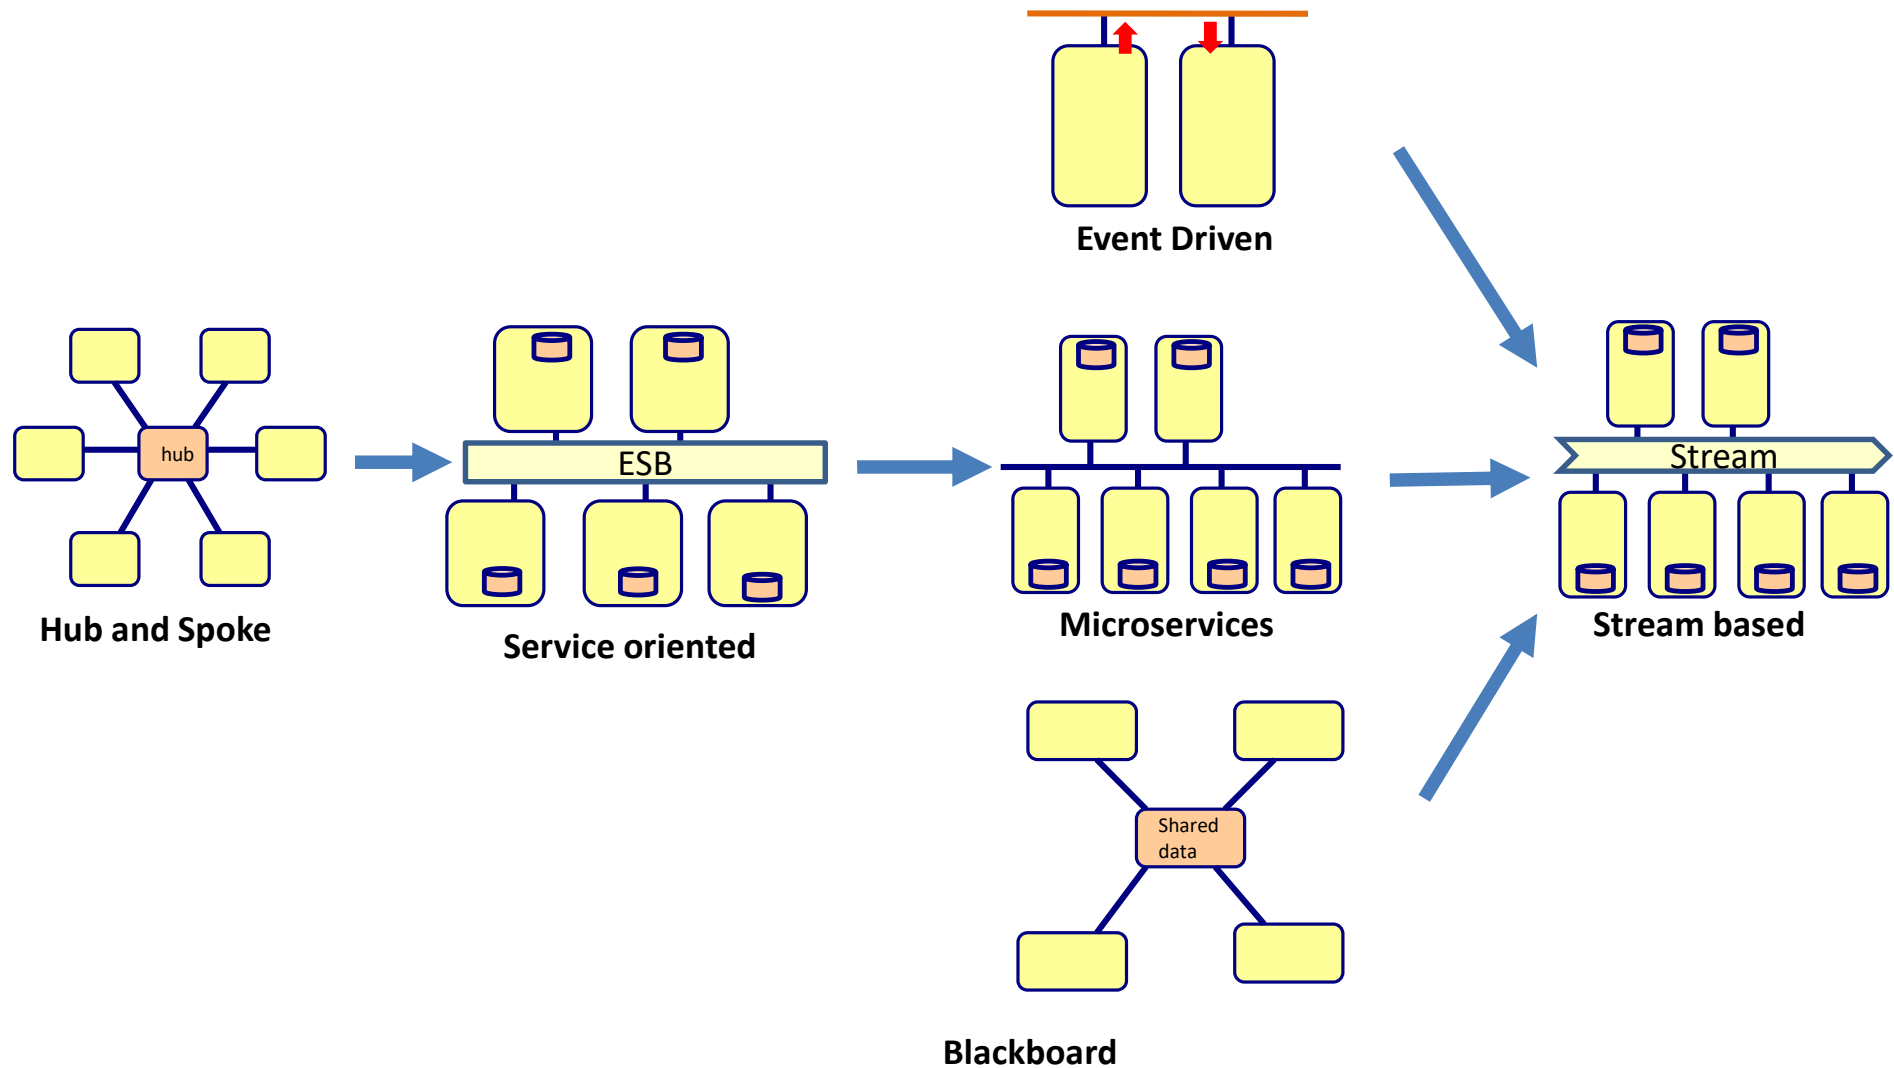 Event Driven
hub
Hub and Spoke
ESB
Service oriented
Microservices
Stream
Stream based
Shared
data
Blackboard